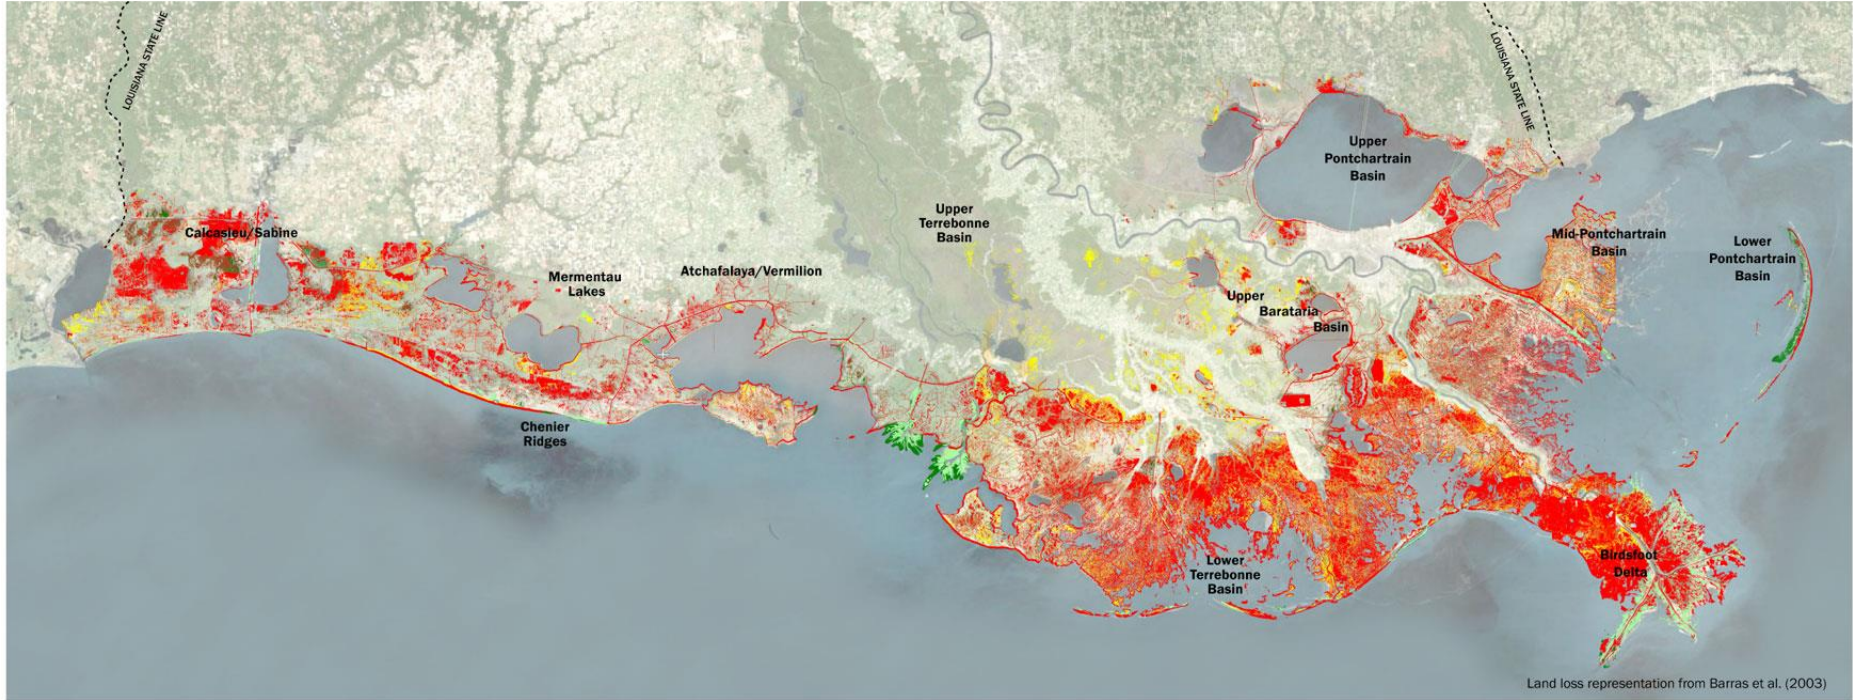 LOUISIANA STATE LINE
LOUISIANA STATE LINE
Upper
Pontchartrain
Basin
Upper
Terrebonne
Basin
Calcasieu/Sabine
Mid-Pontchartrain
Basin
Lower
Pontchartrain
Basin
Mermentau
Lakes
Atchafalaya/Vermilion
Upper
Barataria
Basin
Chenier
Ridges
Lower
Terrebonne
Basin
Birdsfoot
Delta
Land loss representation from Barras et al. (2003)